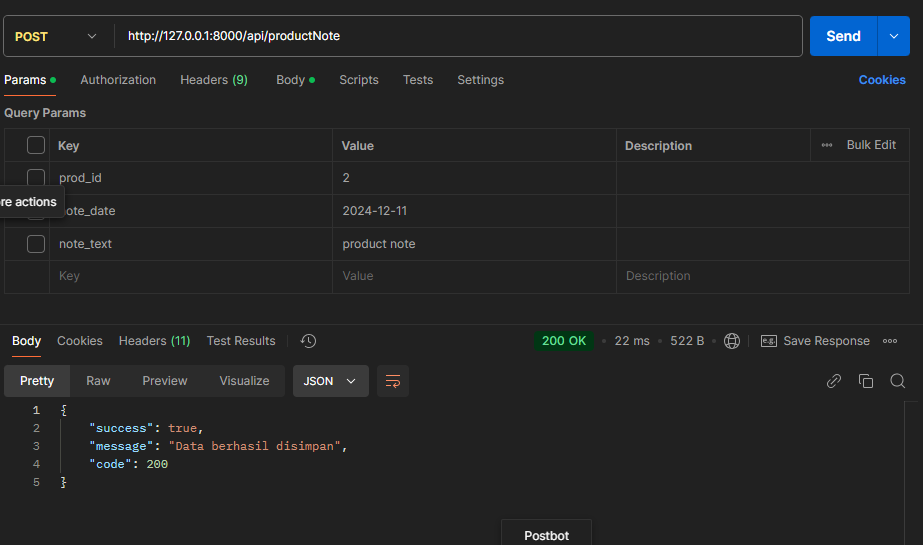 POST http://127.0.0.1:8000/api/productNote Send
Params Authorization Headers (9) Body Scripts Tests Settings Cookies
Query Params
Key Value Description Bulk Edit
prod_id 2
re actions
ote_date 2024-12-11
note_text product note
Key Value Description
Body Cookies Headers (11) Test Results 200 OK 22 ms 522 B e.g. Save Response
Pretty Raw Preview Visualize JSON
1 {
2 "success": true,
3 "message": "Data berhasil disimpan",
4 "code": 200
5 }
Postbot